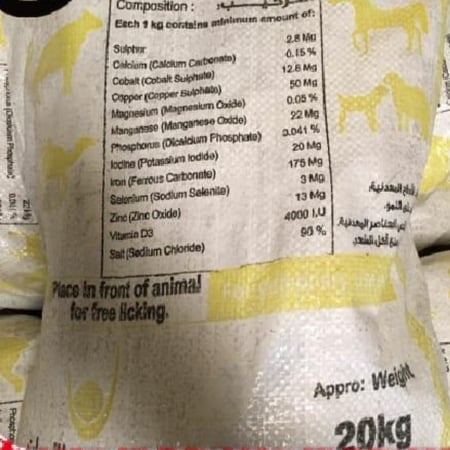 Composition :
Each 1 kg contains minimum amount of:
Sulphur 2.8 Mg
Calcium (Calcium Carbonate) 0.15 %
Cobalt (Cobalt Sulphate) 12.6 Mg
Copper (Copper Sulphate) 50 Mg
Magnesium (Magnesium Oxide) 0.05 %
Manganese (Manganese Oxide) 22 Mg
Phosphorus (Dicalcium Phosphate) 0.041 %
Iodine (Potassium Iodide) 20 Mg
Iron (Ferrous Carbonate) 175 Mg
Selenium (Sodium Selenite) 3 Mg
Zinc (Zinc Oxide) 13 Mg
Vitamin D3 4000 I.U
Salt (Sodium Chloride) 90 %
Place in front of animal
for free licking.
Appro: Weight
20kg